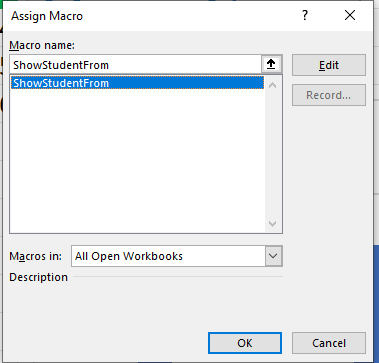 Assign Macro
Macro name:
ShowStudentFrom
Edit
ShowStudentFrom
Record...
Macros in:
All Open Workbooks
Description
OK
Cancel